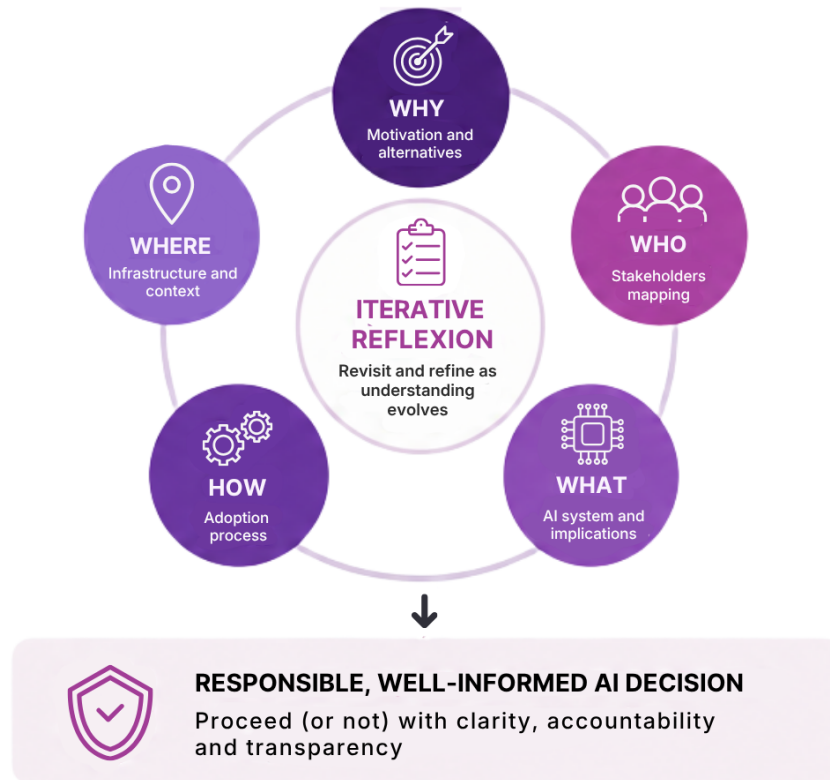 WHY
Motivation and
alternatives
WHO
Stakeholders
mapping
WHAT
AI system and
implications
HOW
Adoption
process
WHERE
Infrastructure and
context
ITERATIVE
REFLEXION
Revisit and refine as
understanding
evolves
RESPONSIBLE, WELL-INFORMED AI DECISION
Proceed (or not) with clarity, accountability
and transparency